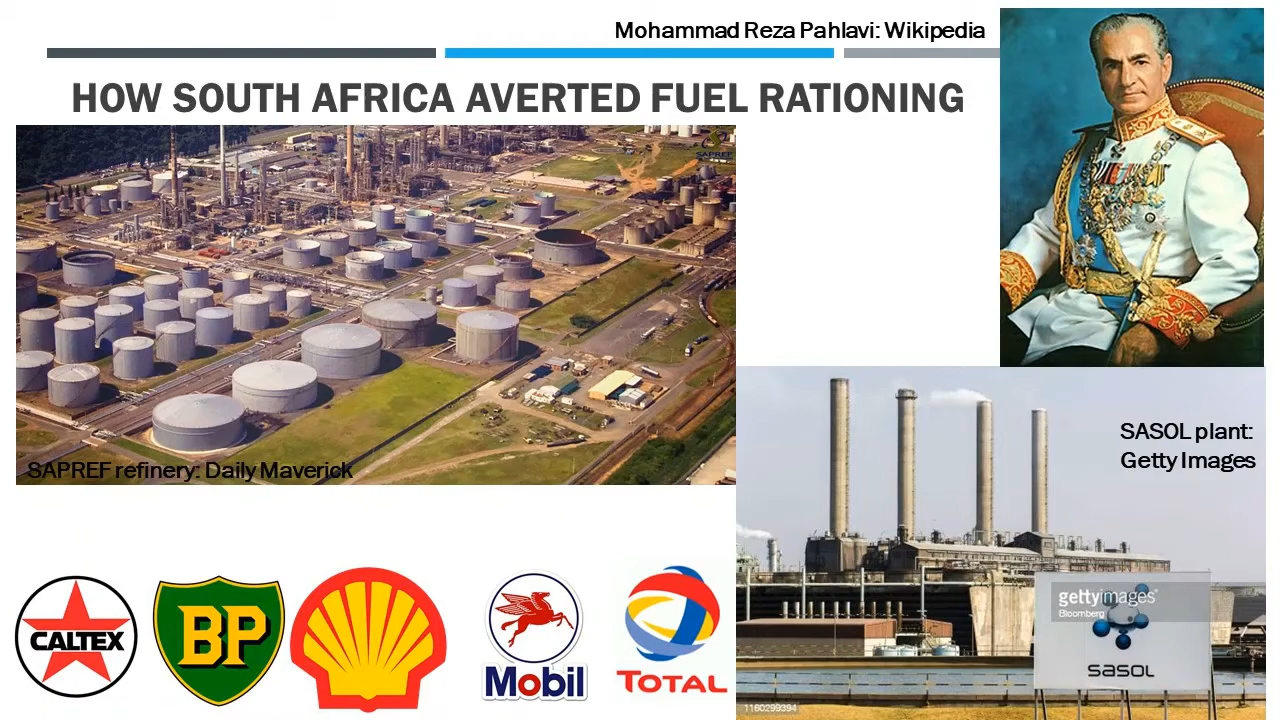 Mohammad Reza Pahlavi: Wikipedia
HOW SOUTH AFRICA AVERTED FUEL RATIONING
SAPREF
SAPREF refinery: Daily Maverick
SASOL plant:
Getty Images
gettyimages®
Bloomberg
sasol
1160299394
CALTEX
BP
Mobil
TOTAL